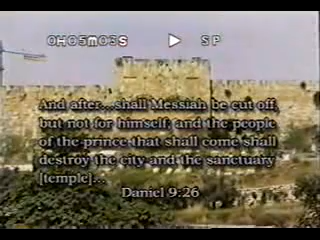 0H05M03S ▶ SP
And after...shall Messiah be cut off,
but not for himself; and the people
of the prince that shall come shall
destroy the city and the sanctuary
[temple]...
Daniel 9:26